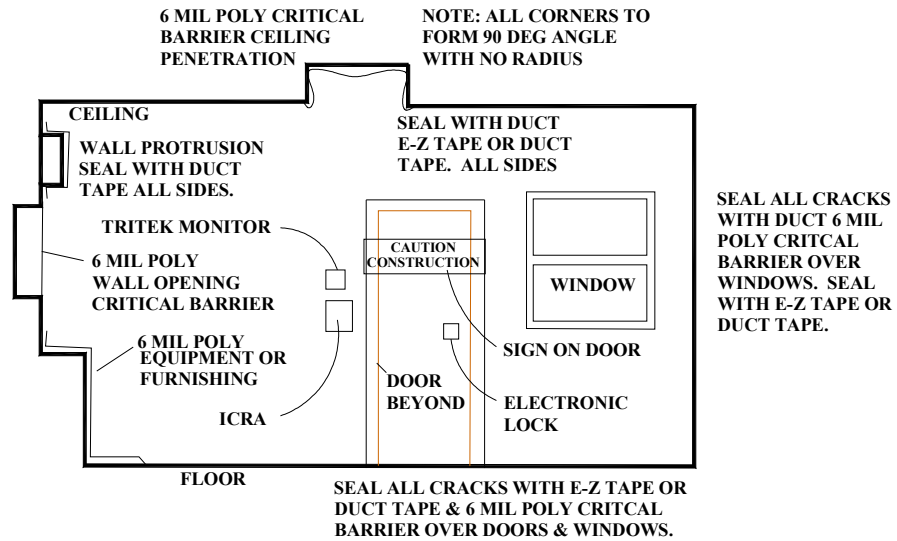 6 MIL POLY CRITICAL
BARRIER CEILING
PENETRATION
NOTE: ALL CORNERS TO
FORM 90 DEG ANGLE
WITH NO RADIUS
CEILING
WALL PROTRUSION
SEAL WITH DUCT
TAPE ALL SIDES.
SEAL WITH DUCT
E-Z TAPE OR DUCT
TAPE. ALL SIDES
TRITEK MONITOR
6 MIL POLY
WALL OPENING
CRITICAL BARRIER
CAUTION
CONSTRUCTION
WINDOW
SEAL ALL CRACKS
WITH DUCT 6 MIL
POLY CRITCAL
BARRIER OVER
WINDOWS. SEAL
WITH E-Z TAPE OR
DUCT TAPE.
6 MIL POLY
EQUIPMENT OR
FURNISHING
SIGN ON DOOR
DOOR
BEYOND
ICRA
ELECTRONIC
LOCK
FLOOR
SEAL ALL CRACKS WITH E-Z TAPE OR
DUCT TAPE & 6 MIL POLY CRITCAL
BARRIER OVER DOORS & WINDOWS.